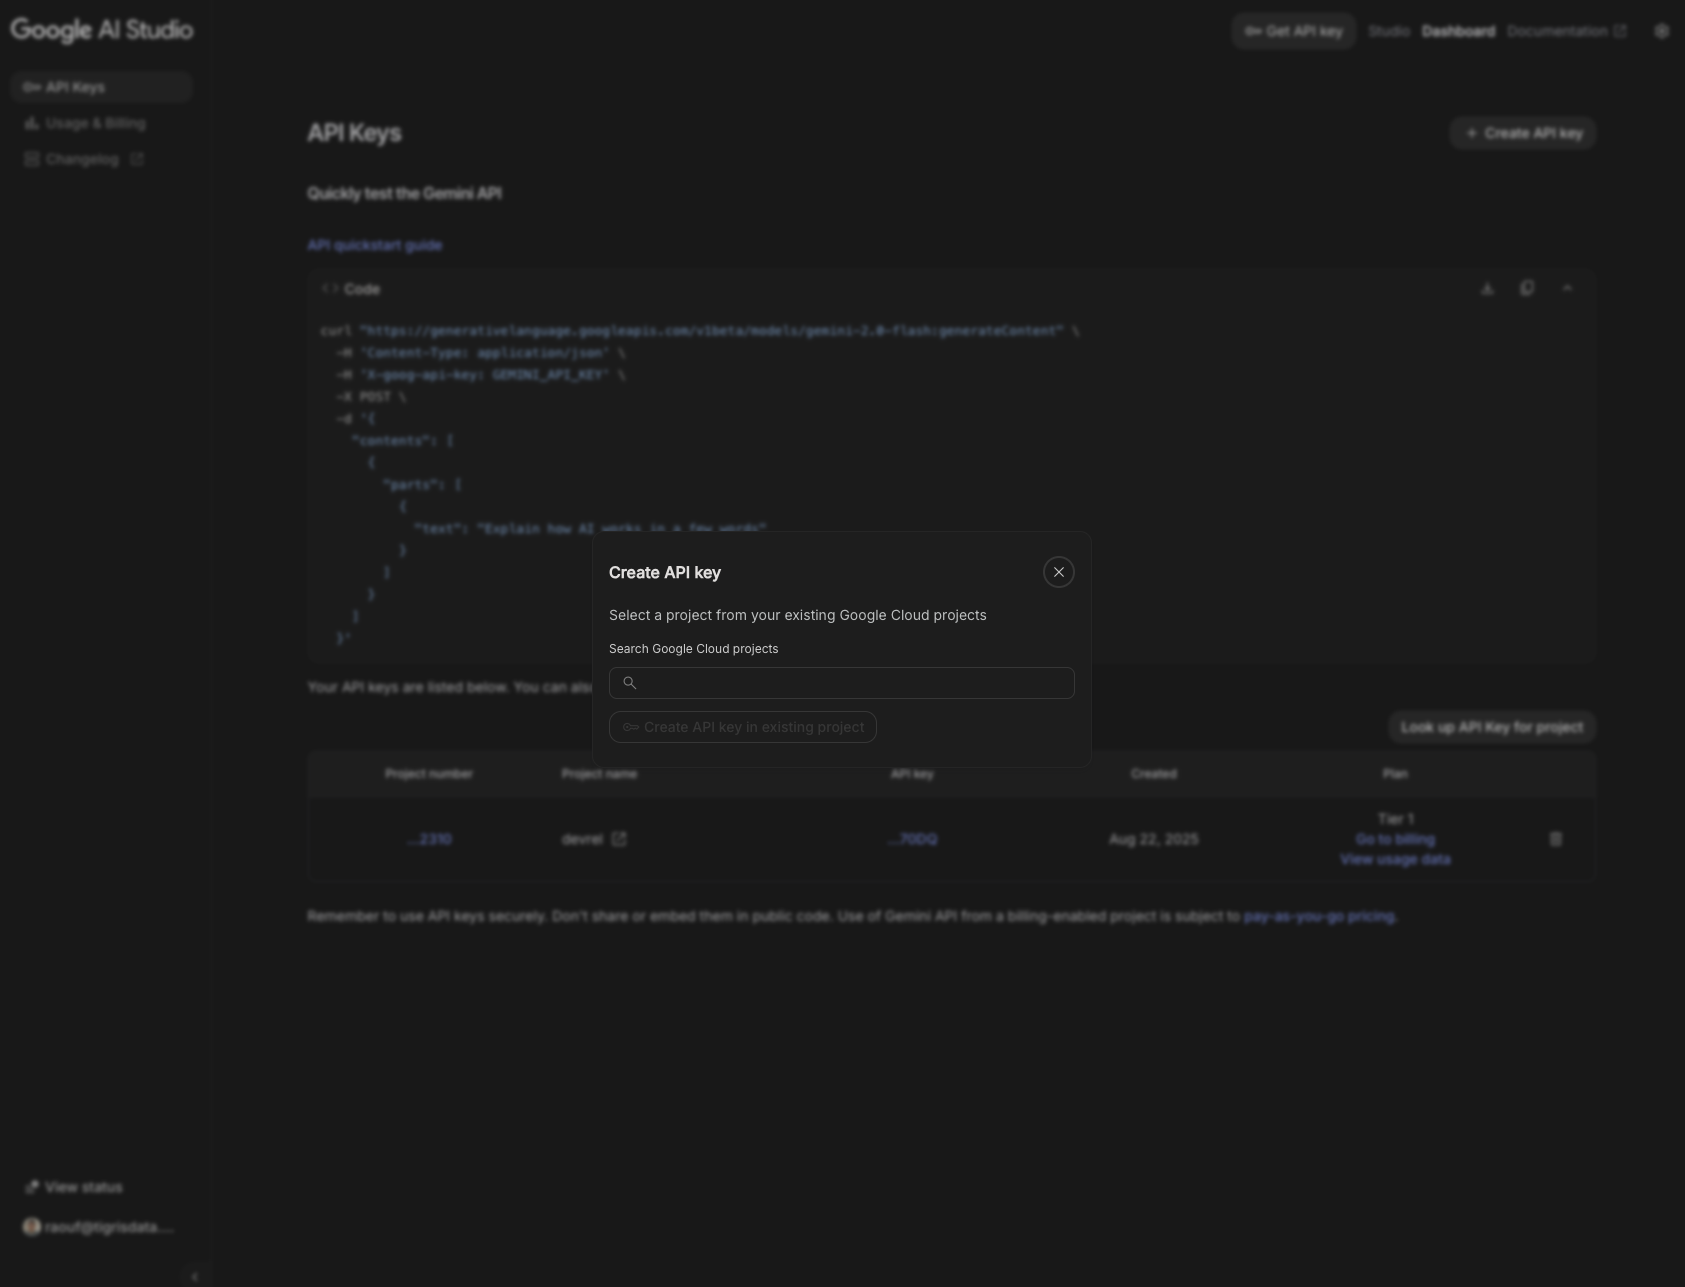 Google AI Studio
Get API key
Studio
Dashboard
Documentation
API Keys
Usage & Billing
Changelog
API Keys
Create API key
Quickly test the Gemini API
API quickstart guide
Code
curl "https://generativelanguage.googleapis.com/v1beta/models/gemini-2.0-flash:generateContent" \
-H 'Content-Type: application/json' \
-H 'X-goog-api-key: GEMINI_API_KEY' \
-X POST \
-d '{
"contents": [
{
"parts": [
{
"text": "Explain how AI works in a few words"
}
]
}
]
}'
Create API key
Select a project from your existing Google Cloud projects
Search Google Cloud projects
Create API key in existing project
Your API keys are listed below. You can also
Look up API Key for project
Project number
Project name
API key
Created
Plan
...2310
devrel
...70DQ
Aug 22, 2025
Tier 1
Go to billing
View usage data
Remember to use API keys securely. Don't share or embed them in public code. Use of Gemini API from a billing-enabled project is subject to pay-as-you-go pricing.
View status
raouf@tigrisdata....